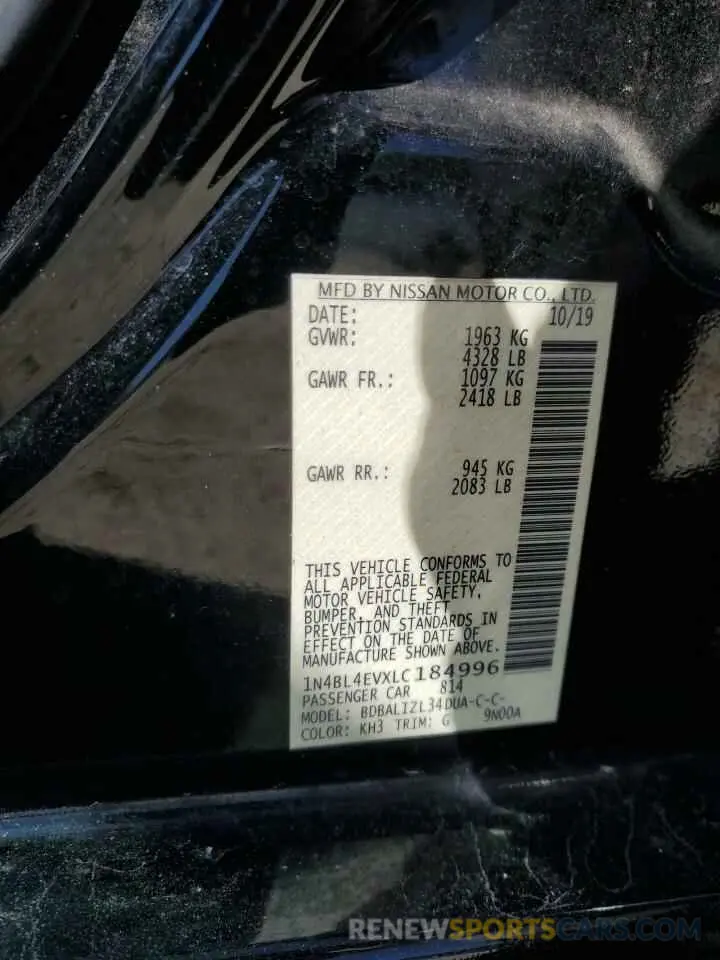 MFD BY NISSAN MOTOR CO., LTD.
DATE: 10/19
GVWR: 1963 KG
4328 LB
GAWR FR.: 1097 KG
2418 LB
GAWR RR.: 945 KG
2083 LB
THIS VEHICLE CONFORMS TO
ALL APPLICABLE FEDERAL
MOTOR VEHICLE SAFETY,
BUMPER, AND THEFT
PREVENTION STANDARDS IN
EFFECT ON THE DATE OF
MANUFACTURE SHOWN ABOVE.
1N4BL4EVXLC184996
PASSENGER CAR 814
MODEL: BDBALIZL34DUA-C-C-
9N00A
COLOR: KH3 TRIM: G
RENEWSPORTSCARS.COM